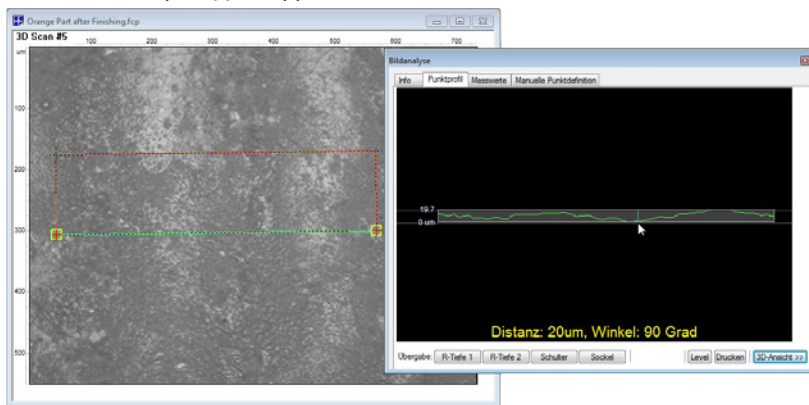 Orange Part after Finishing.fcp
3D Scan #5
um
100 200 300 400 500 600 700
100
200
300
400
500
Bildanalyse
Info Punktprofil Messwerte Manuelle Punktdefinition
19.7
0 um
Distanz: 20um, Winkel: 90 Grad
Übergabe: R-Tiefe 1 R-Tiefe 2 Schulter Sockel Level Drucken 3D-Ansicht >>